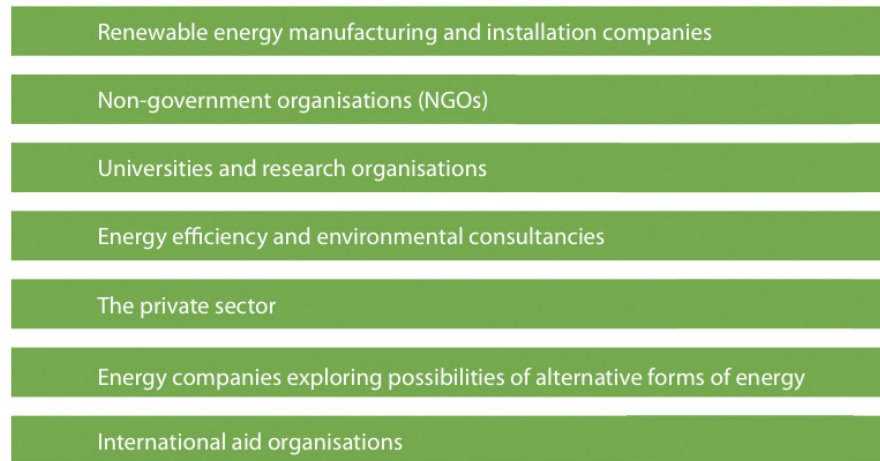 Renewable energy manufacturing and installation companies
Non-government organisations (NGOs)
Universities and research organisations
Energy efficiency and environmental consultancies
The private sector
Energy companies exploring possibilities of alternative forms of energy
International aid organisations